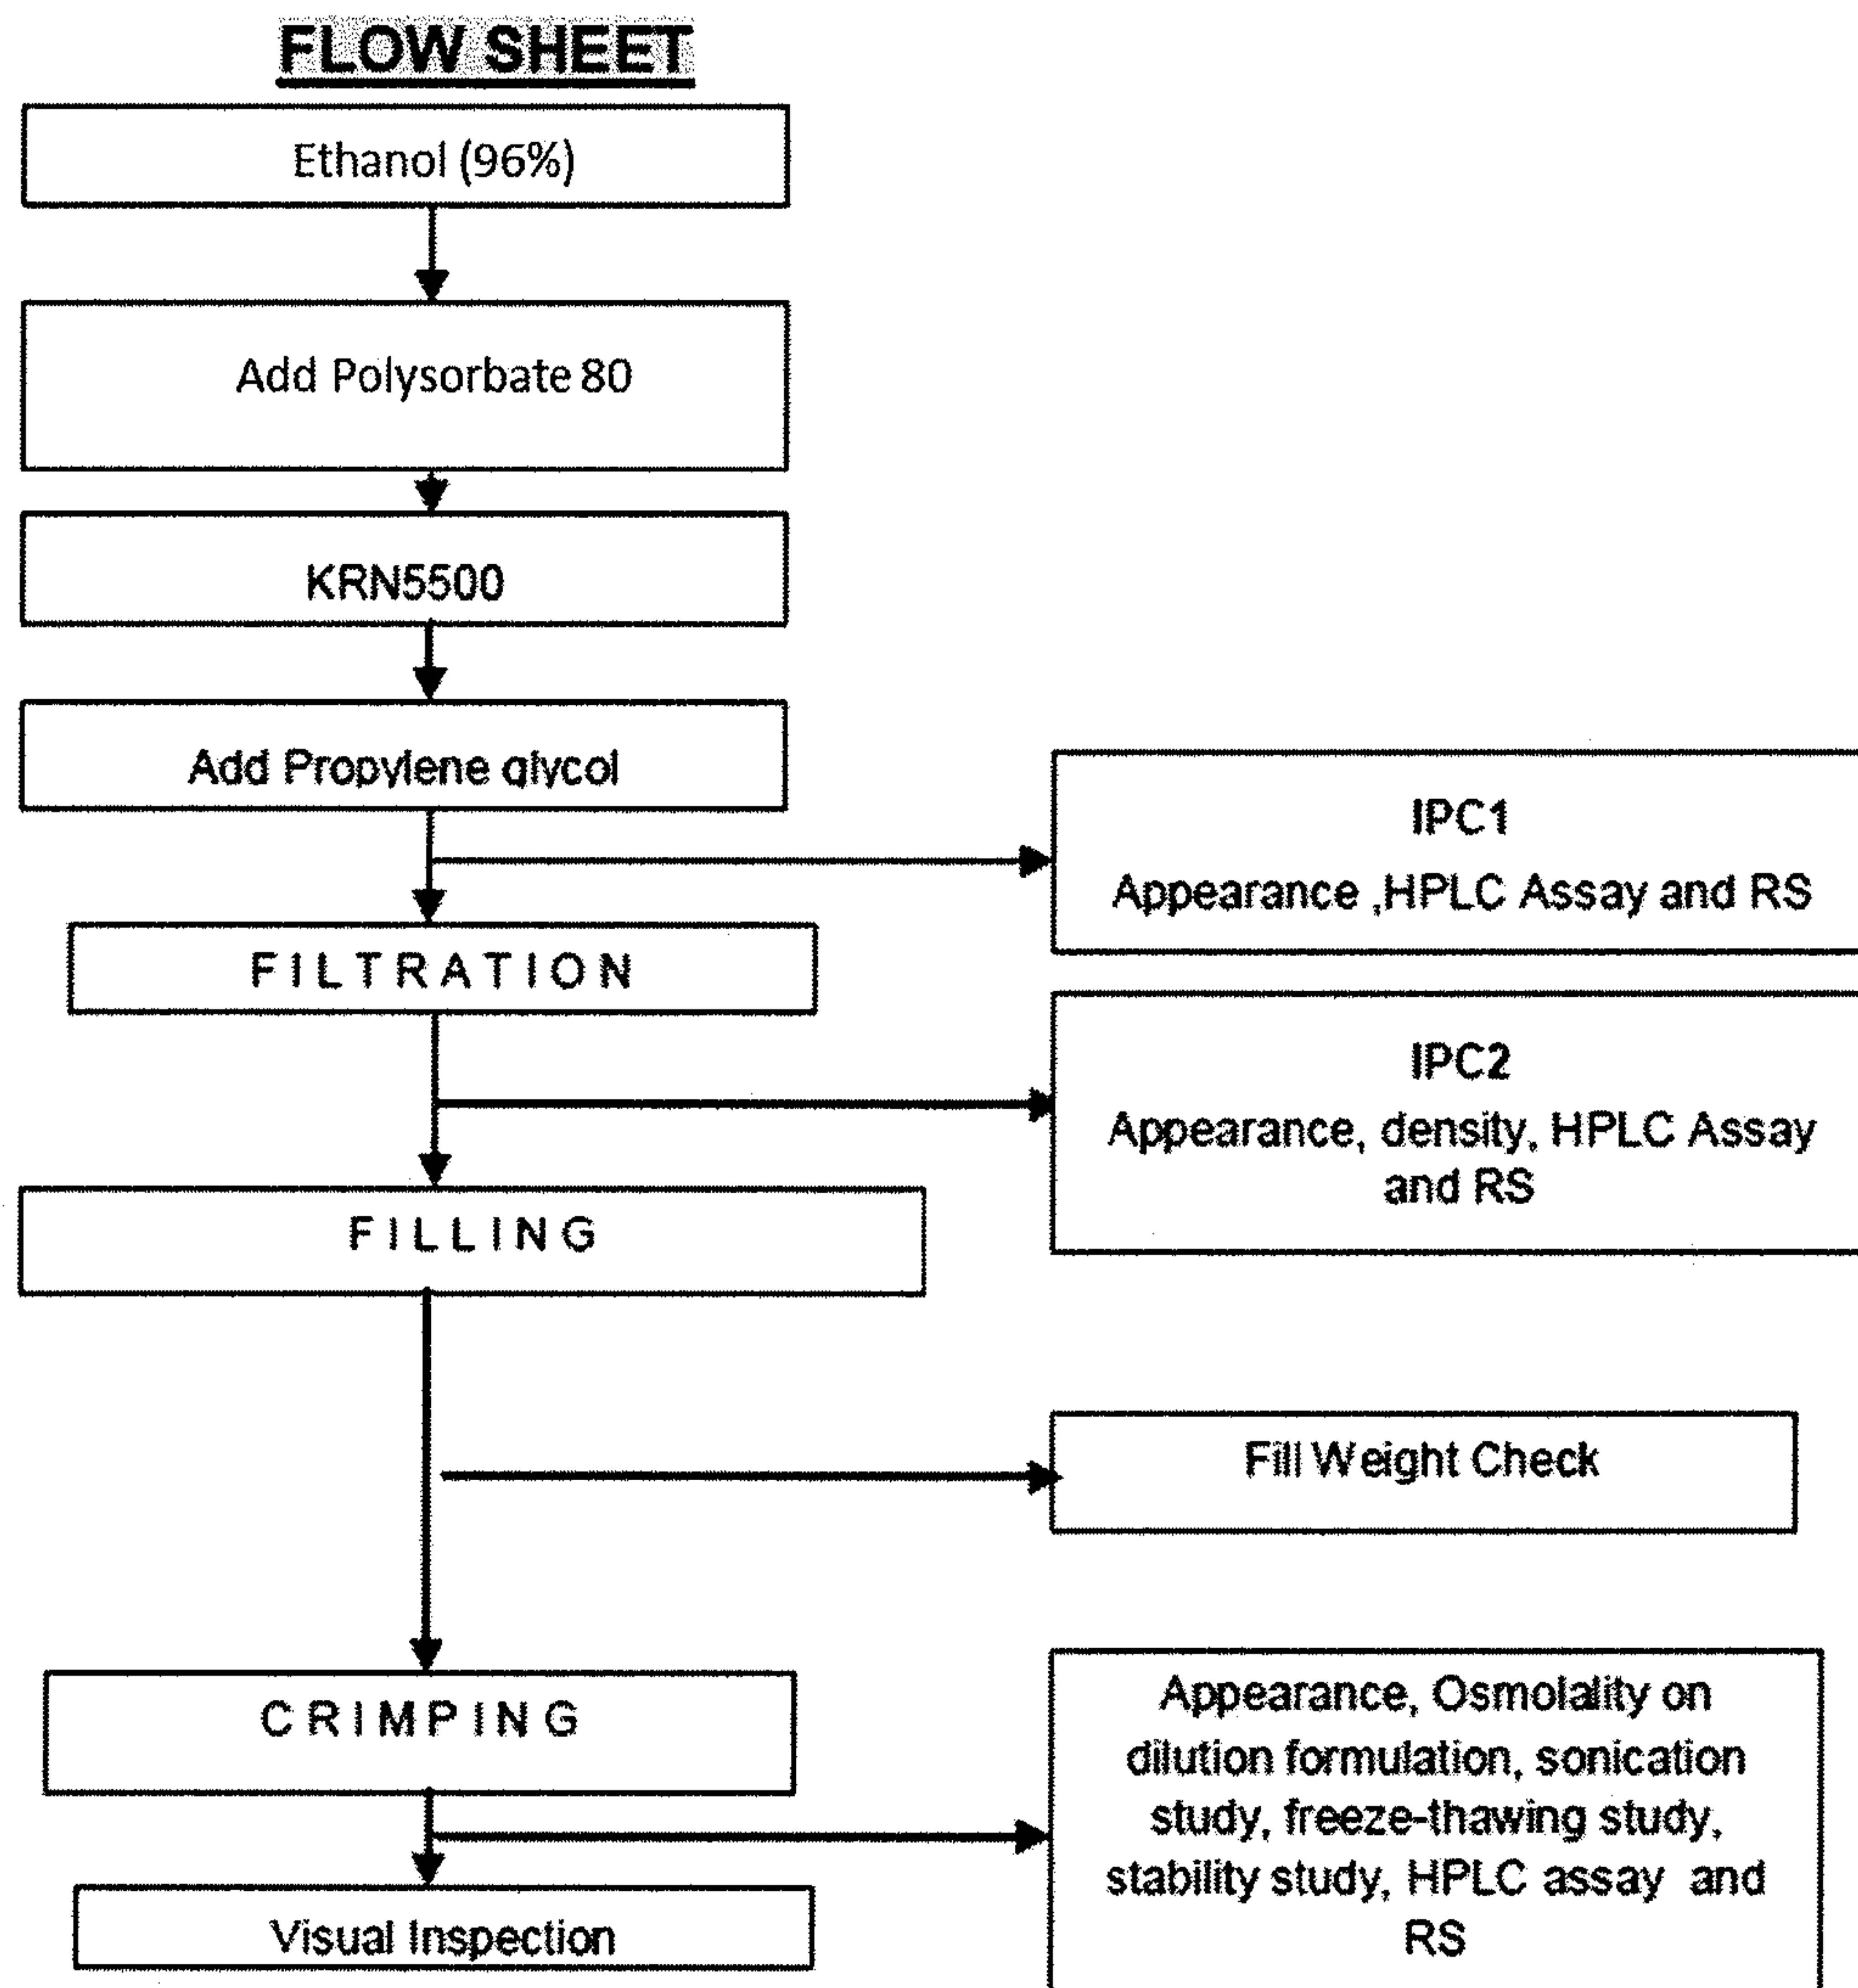 FLOW SHEET
Ethanol (96%)
Add Polysorbate 80
KRN5500
Add Propylene glycol
IPC1
Appearance ,HPLC Assay and RS
FILTRATION
IPC2
Appearance, density, HPLC Assay
and RS
FILLING
Fill Weight Check
CRIMPING
Appearance, Osmolality on
dilution formulation, sonication
study, freeze-thawing study,
stability study, HPLC assay and
RS
Visual Inspection